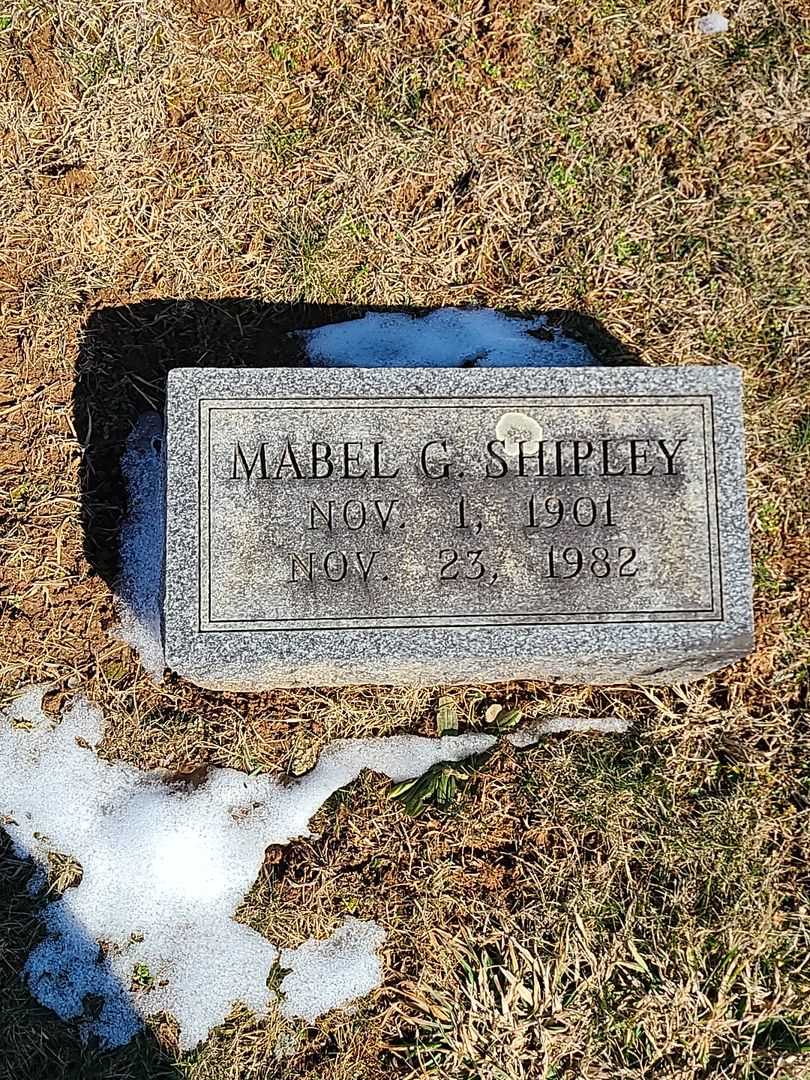 MABEL G. SHIPLEY
NOV. 1, 1901
NOV. 23, 1982